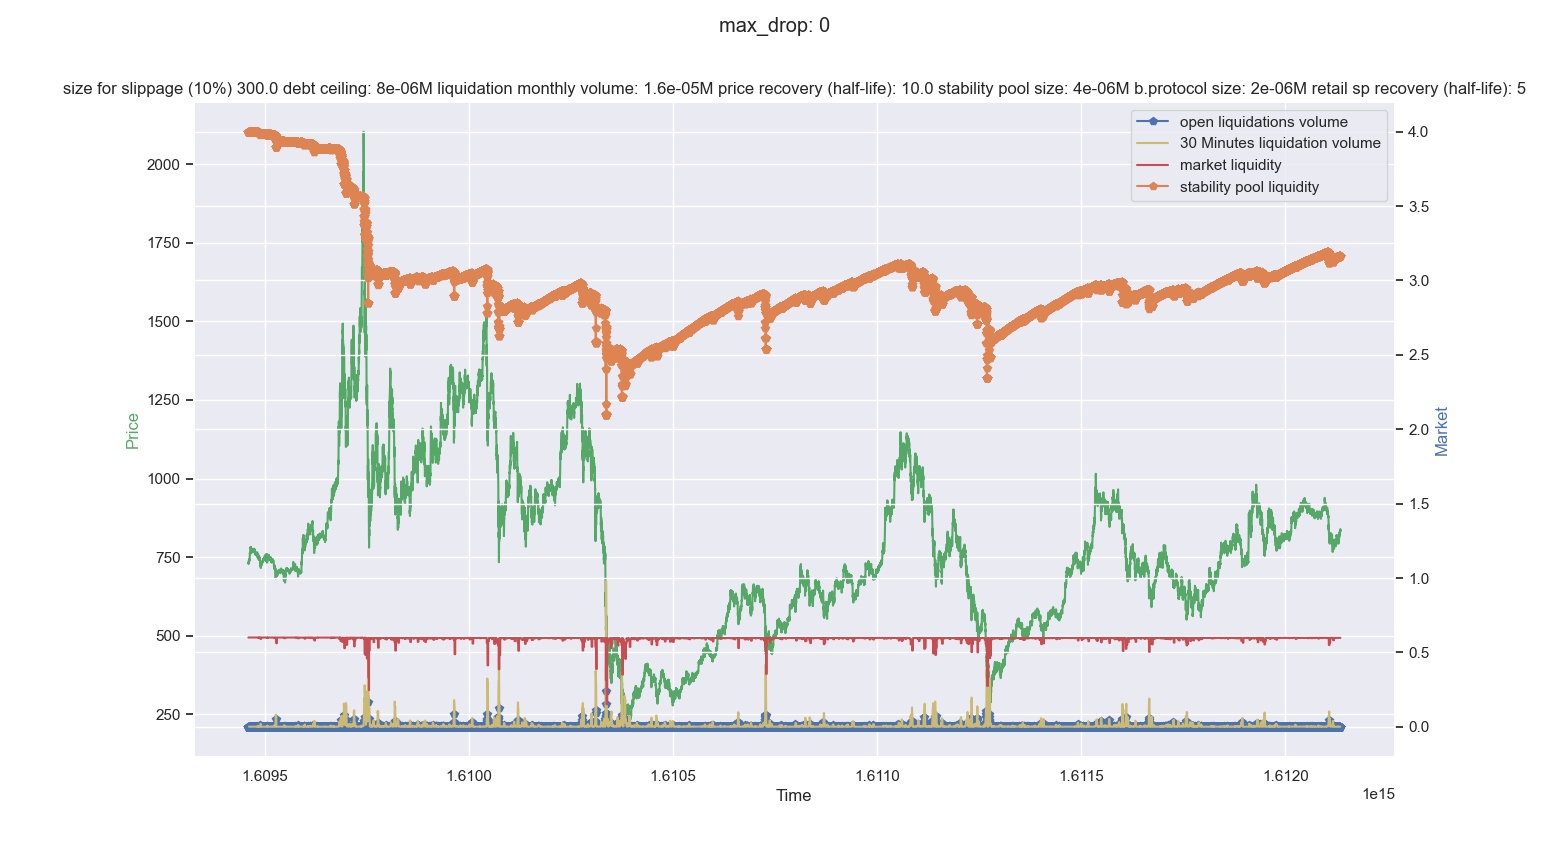 max_drop: 0
size for slippage (10%) 300.0 debt ceiling: 8e-06M liquidation monthly volume: 1.6e-05M price recovery (half-life): 10.0 stability pool size: 4e-06M b.protocol size: 2e-06M retail sp recovery (half-life): 5
open liquidations volume
30 Minutes liquidation volume
market liquidity
stability pool liquidity
2000
1750
1500
1250
1000
750
500
250
Price
4.0
3.5
3.0
2.5
2.0
1.5
1.0
0.5
0.0
Market
1.6095
1.6100
1.6105
1.6110
1.6115
1.6120
1e15
Time